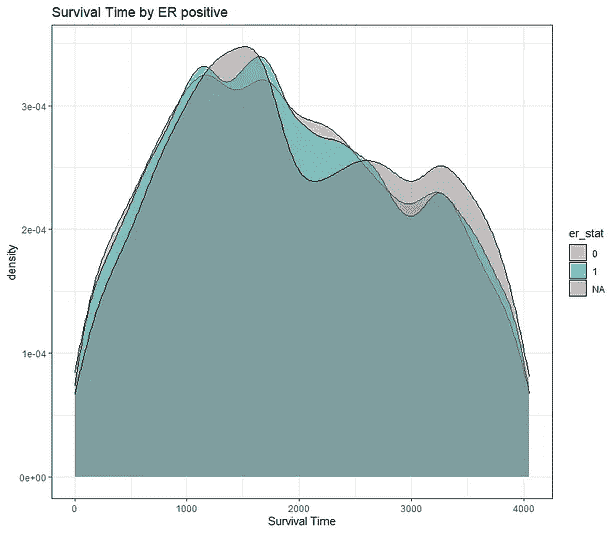 Survival Time by ER positive
3e-04
2e-04
1e-04
0e+00
density
0
1000
2000
3000
4000
Survival Time
er_stat
0
1
NA